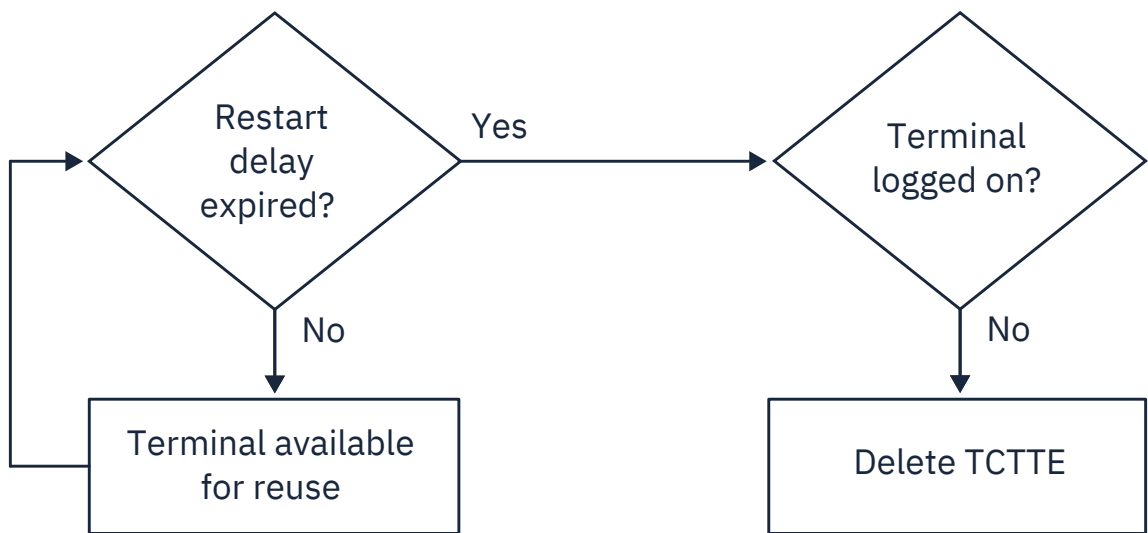 Restart
delay
expired?
Yes
Terminal
logged on?
No
No
Terminal available
for reuse
Delete TCTTE